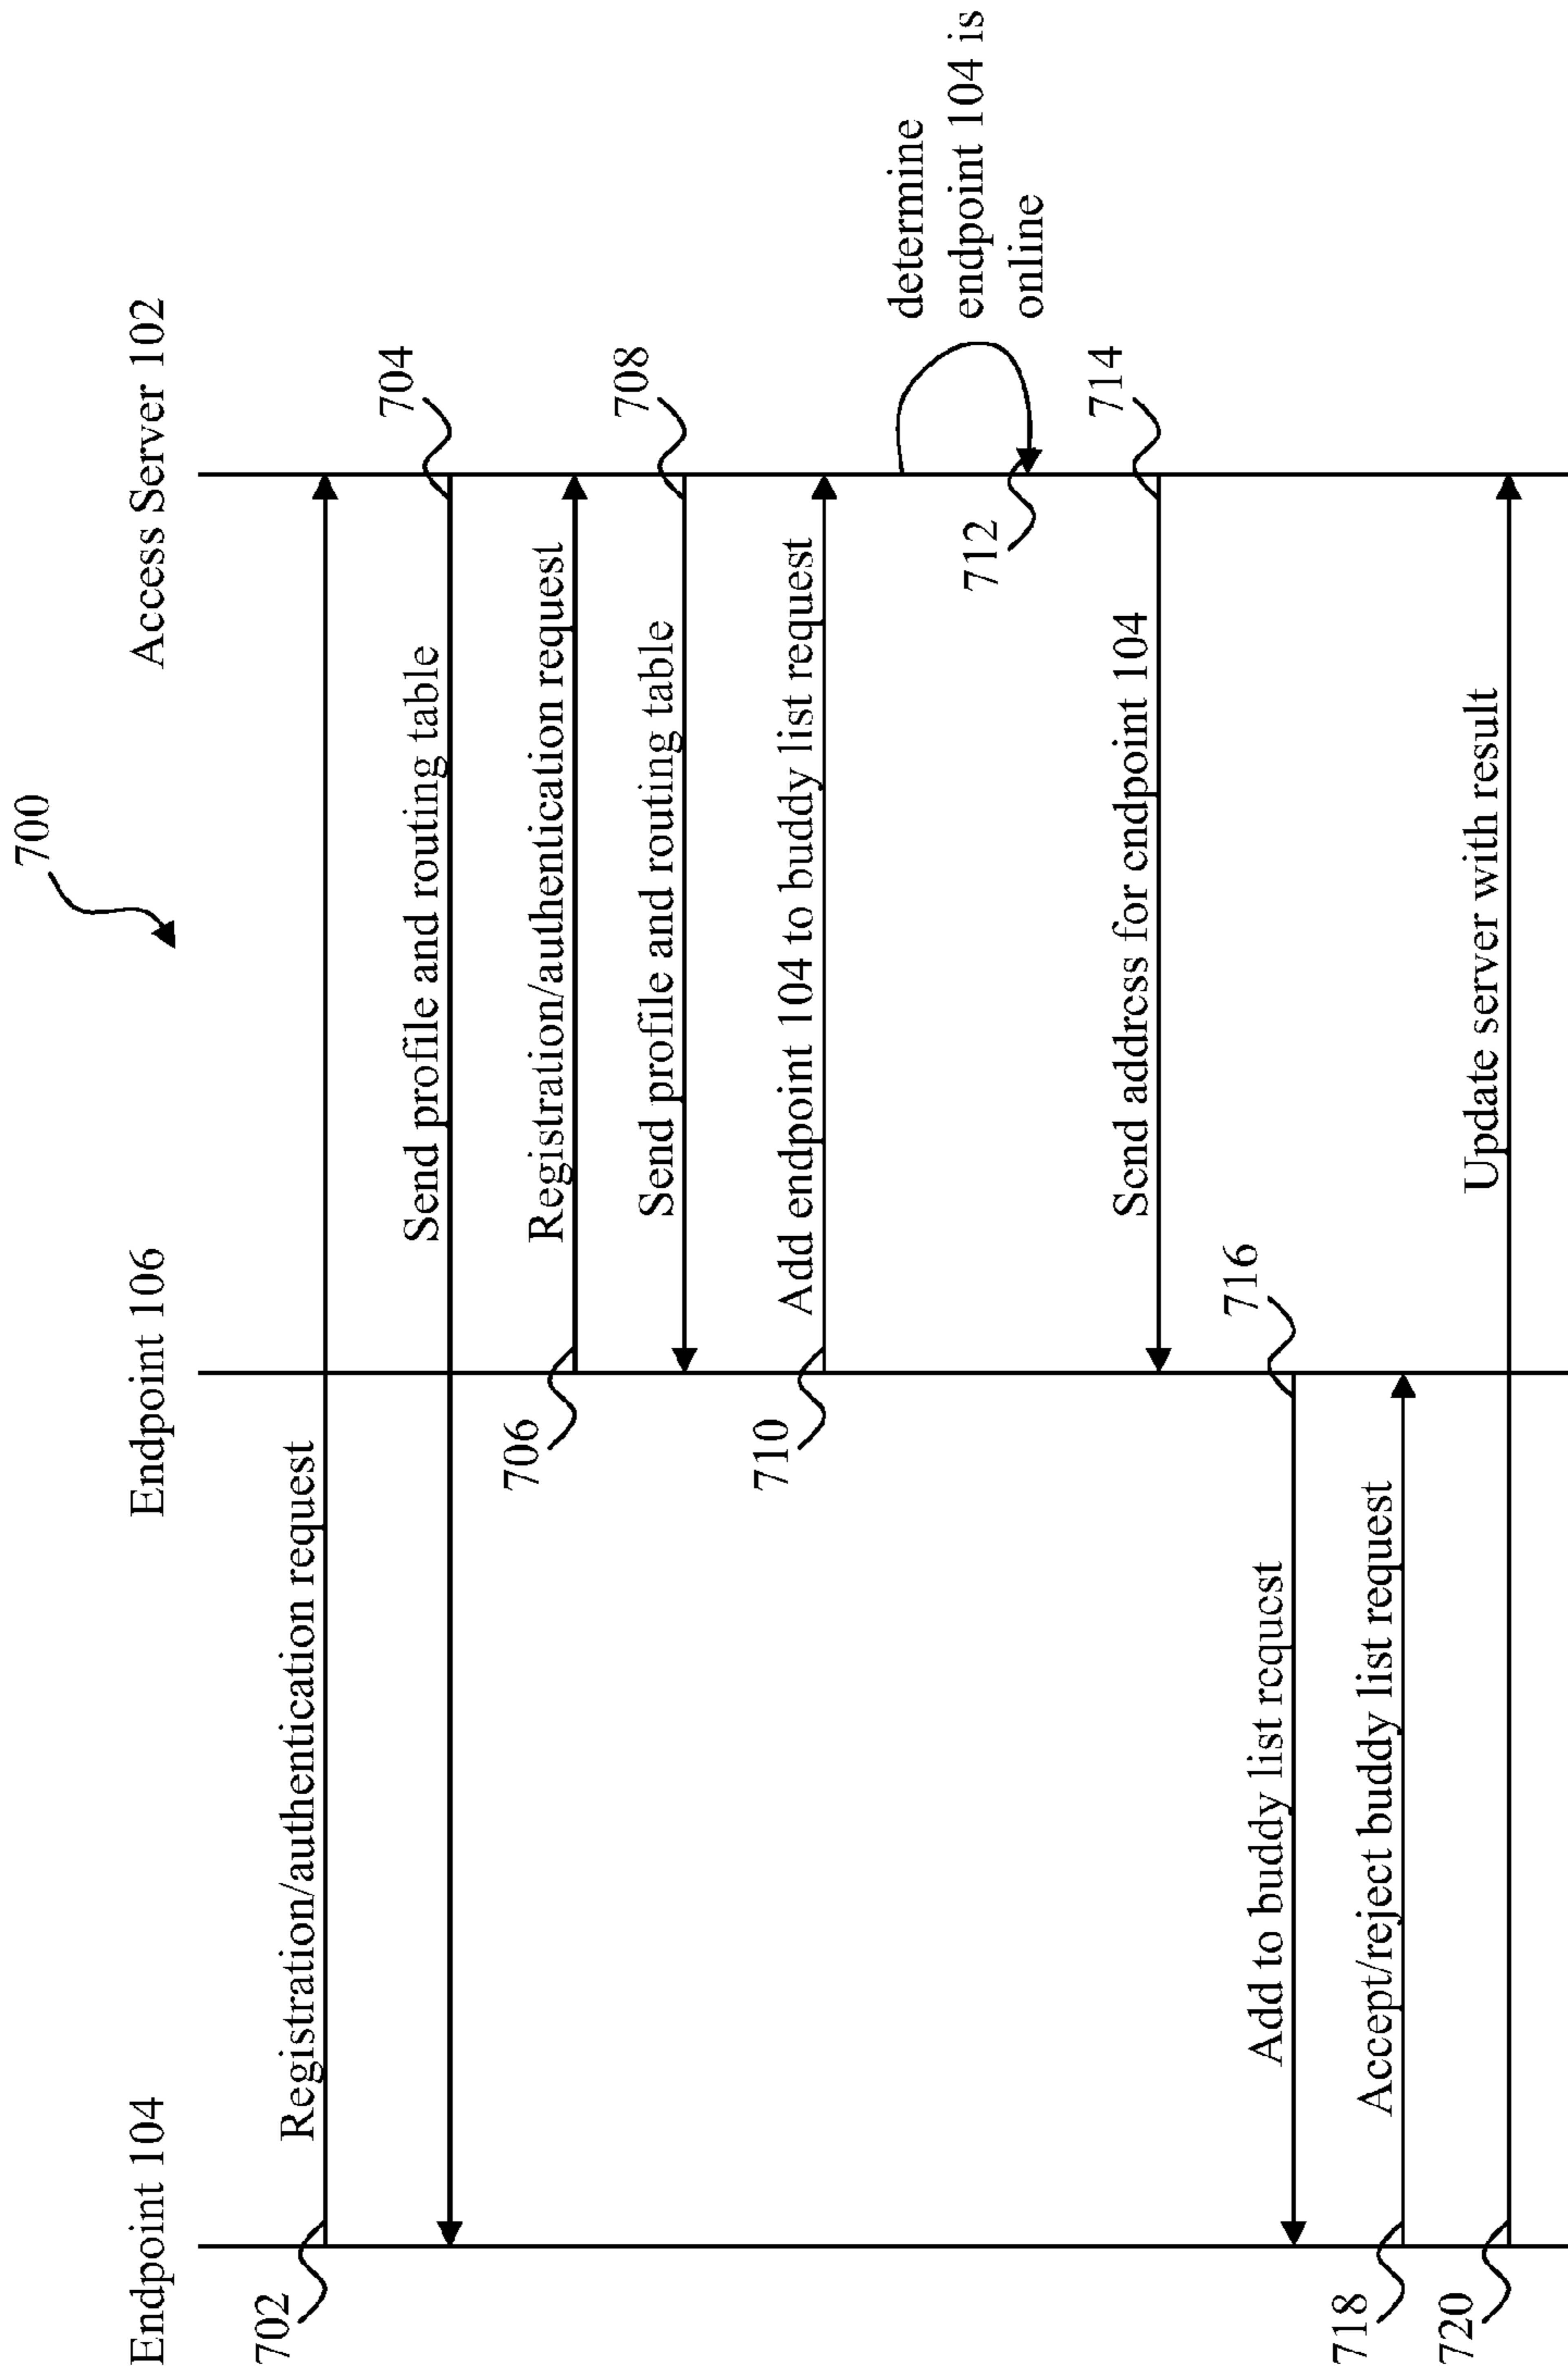 700
Endpoint 104
Endpoint 106
Access Server 102
Registration/authentication request
702
Send profile and routing table
704
Registration/authentication request
706
Send profile and routing table
708
Add endpoint 104 to buddy list request
710
determine
endpoint 104 is
online
712
Send address for endpoint 104
714
Add to buddy list request
716
Accept/reject buddy list request
718
Update server with result
720